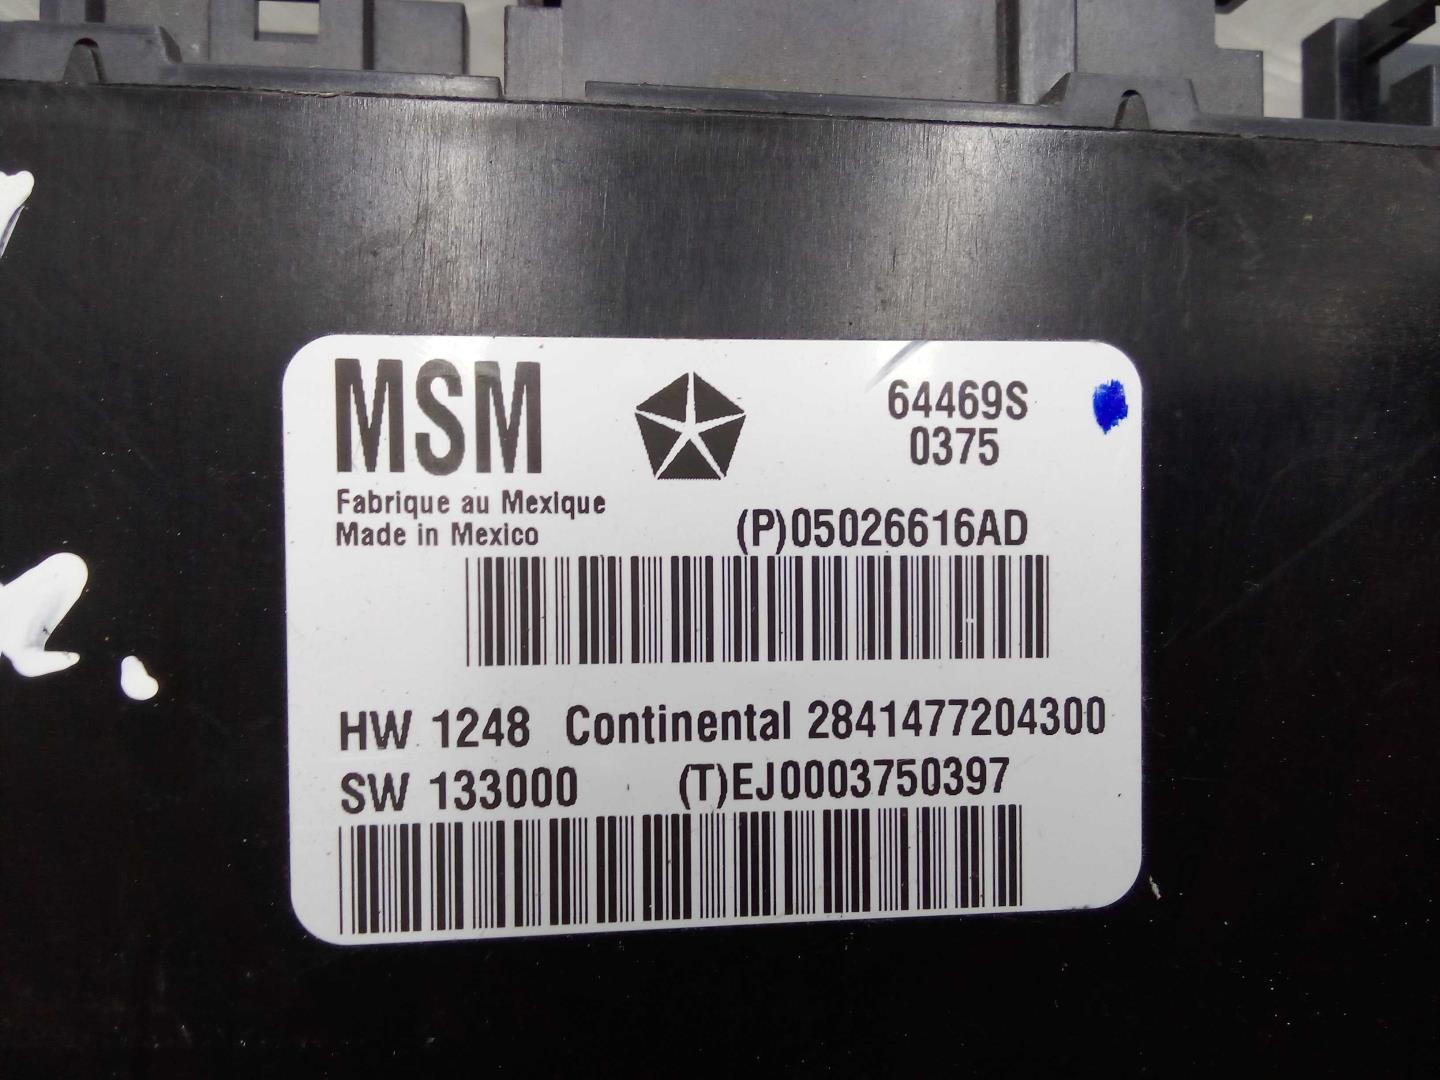 MSM
64469S
0375
Fabrique au Mexique
Made in Mexico
(P)05026616AD
HW 1248 Continental 2841477204300
SW 133000 (T)EJ0003750397